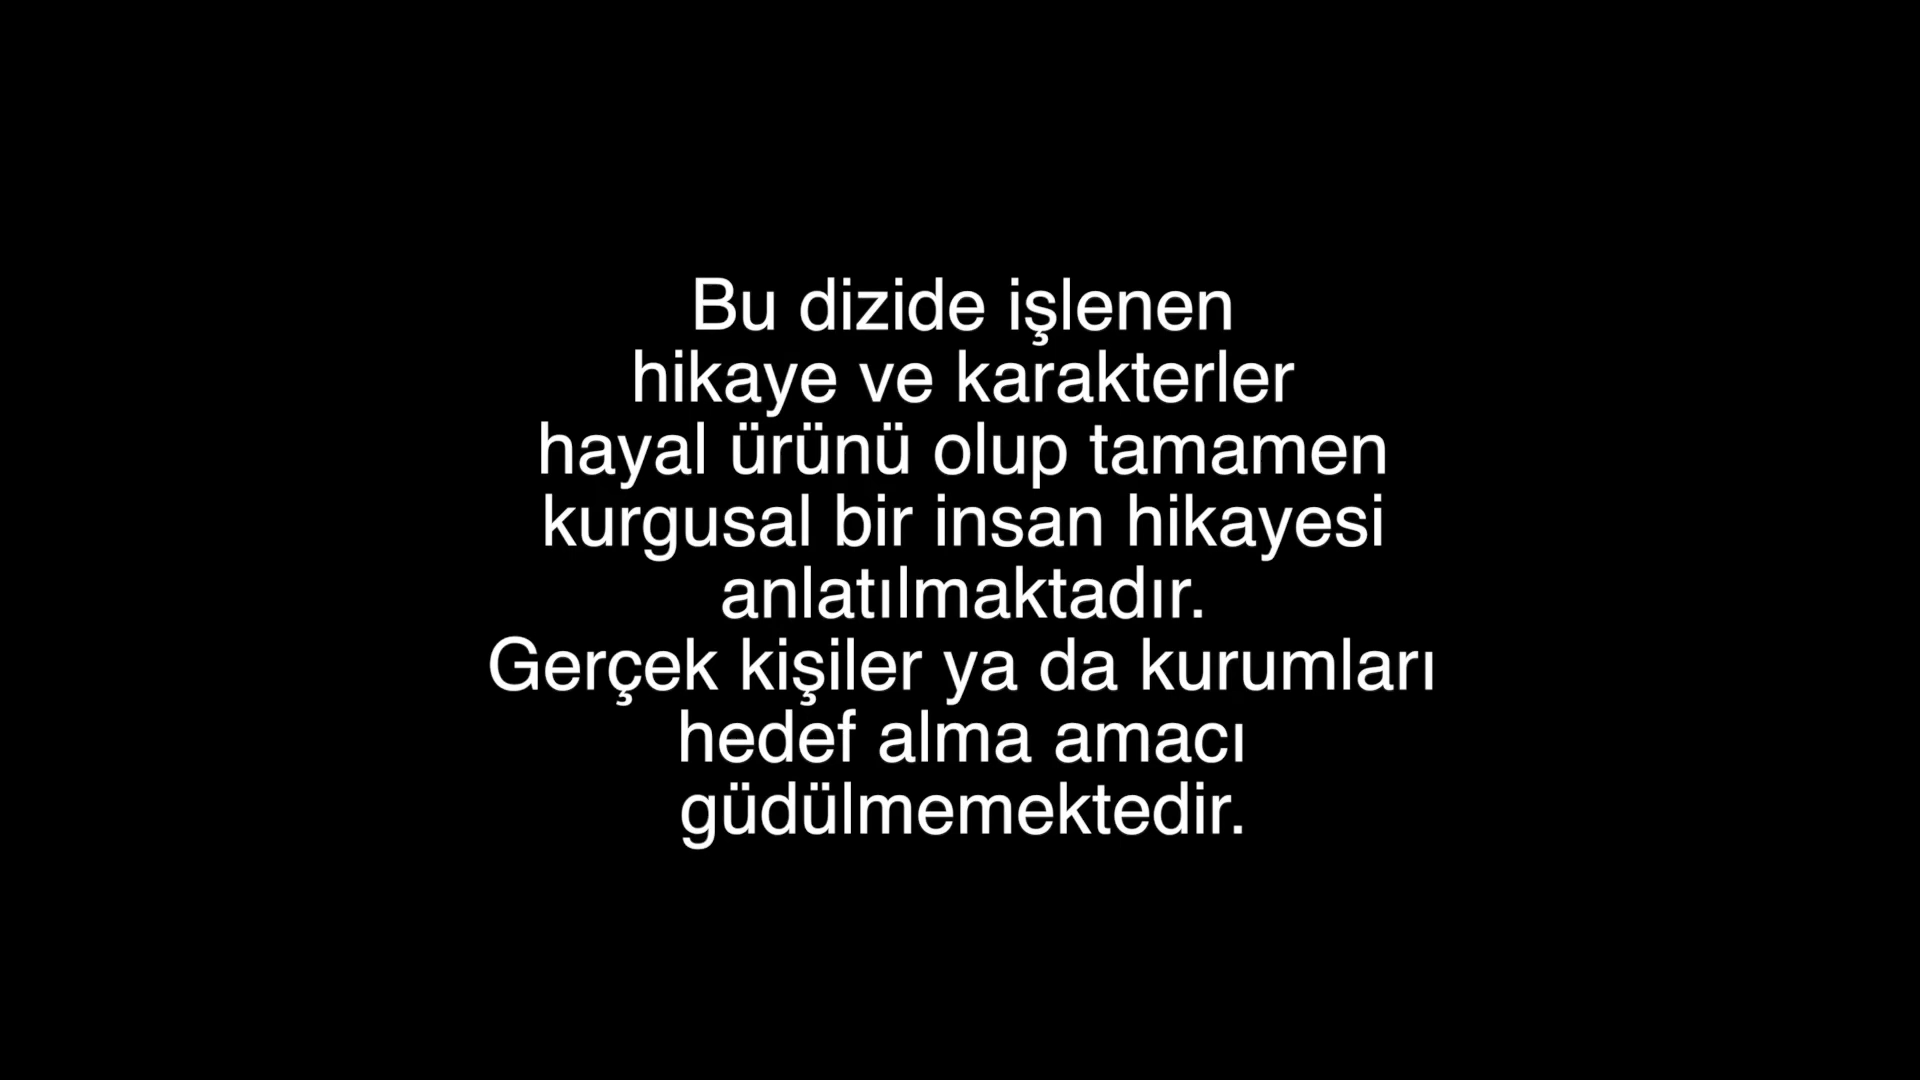 Bu dizide işlenen
hikaye ve karakterler
hayal ürünü olup tamamen
kurgusal bir insan hikayesi
anlatılmaktadır.
Gerçek kişiler ya da kurumları
hedef alma amacı
güdülmemektedir.